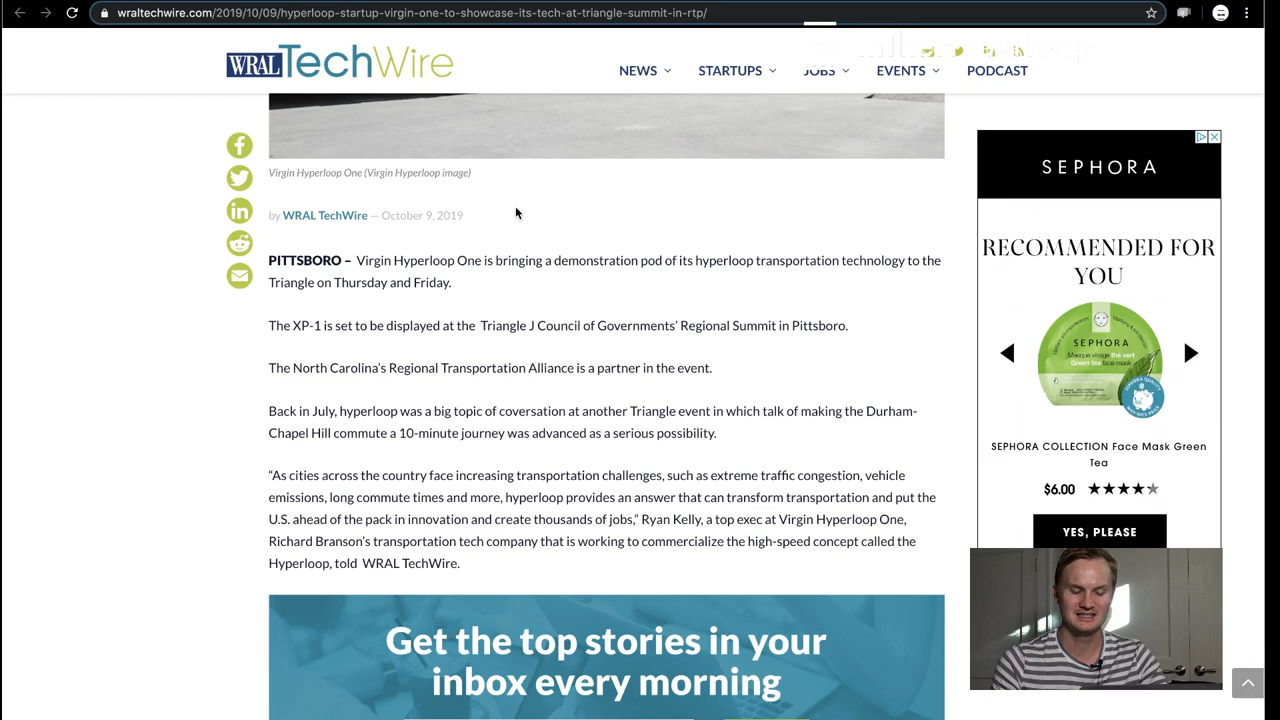 wraltechwire.com/2019/10/09/hyperloop-startup-virgin-one-to-showcase-its-tech-at-triangle-summit-in-rtp/
WRAL TechWire
NEWS STARTUPS JOBS EVENTS PODCAST
Virgin Hyperloop One (Virgin Hyperloop image)
by WRAL TechWire — October 9, 2019
PITTSBORO – Virgin Hyperloop One is bringing a demonstration pod of its hyperloop transportation technology to the
Triangle on Thursday and Friday.
The XP-1 is set to be displayed at the Triangle J Council of Governments’ Regional Summit in Pittsboro.
The North Carolina’s Regional Transportation Alliance is a partner in the event.
Back in July, hyperloop was a big topic of coversation at another Triangle event in which talk of making the Durham-
Chapel Hill commute a 10-minute journey was advanced as a serious possibility.
“As cities across the country face increasing transportation challenges, such as extreme traffic congestion, vehicle
emissions, long commute times and more, hyperloop provides an answer that can transform transportation and put the
U.S. ahead of the pack in innovation and create thousands of jobs,” Ryan Kelly, a top exec at Virgin Hyperloop One,
Richard Branson’s transportation tech company that is working to commercialize the high-speed concept called the
Hyperloop, told WRAL TechWire.
Get the top stories in your
inbox every morning
SEPHORA
RECOMMENDED FOR
YOU
SEPHORA
Masque visage thé vert
Green tea face mask
SEPHORA COLLECTION Face Mask Green
Tea
$6.00
YES, PLEASE